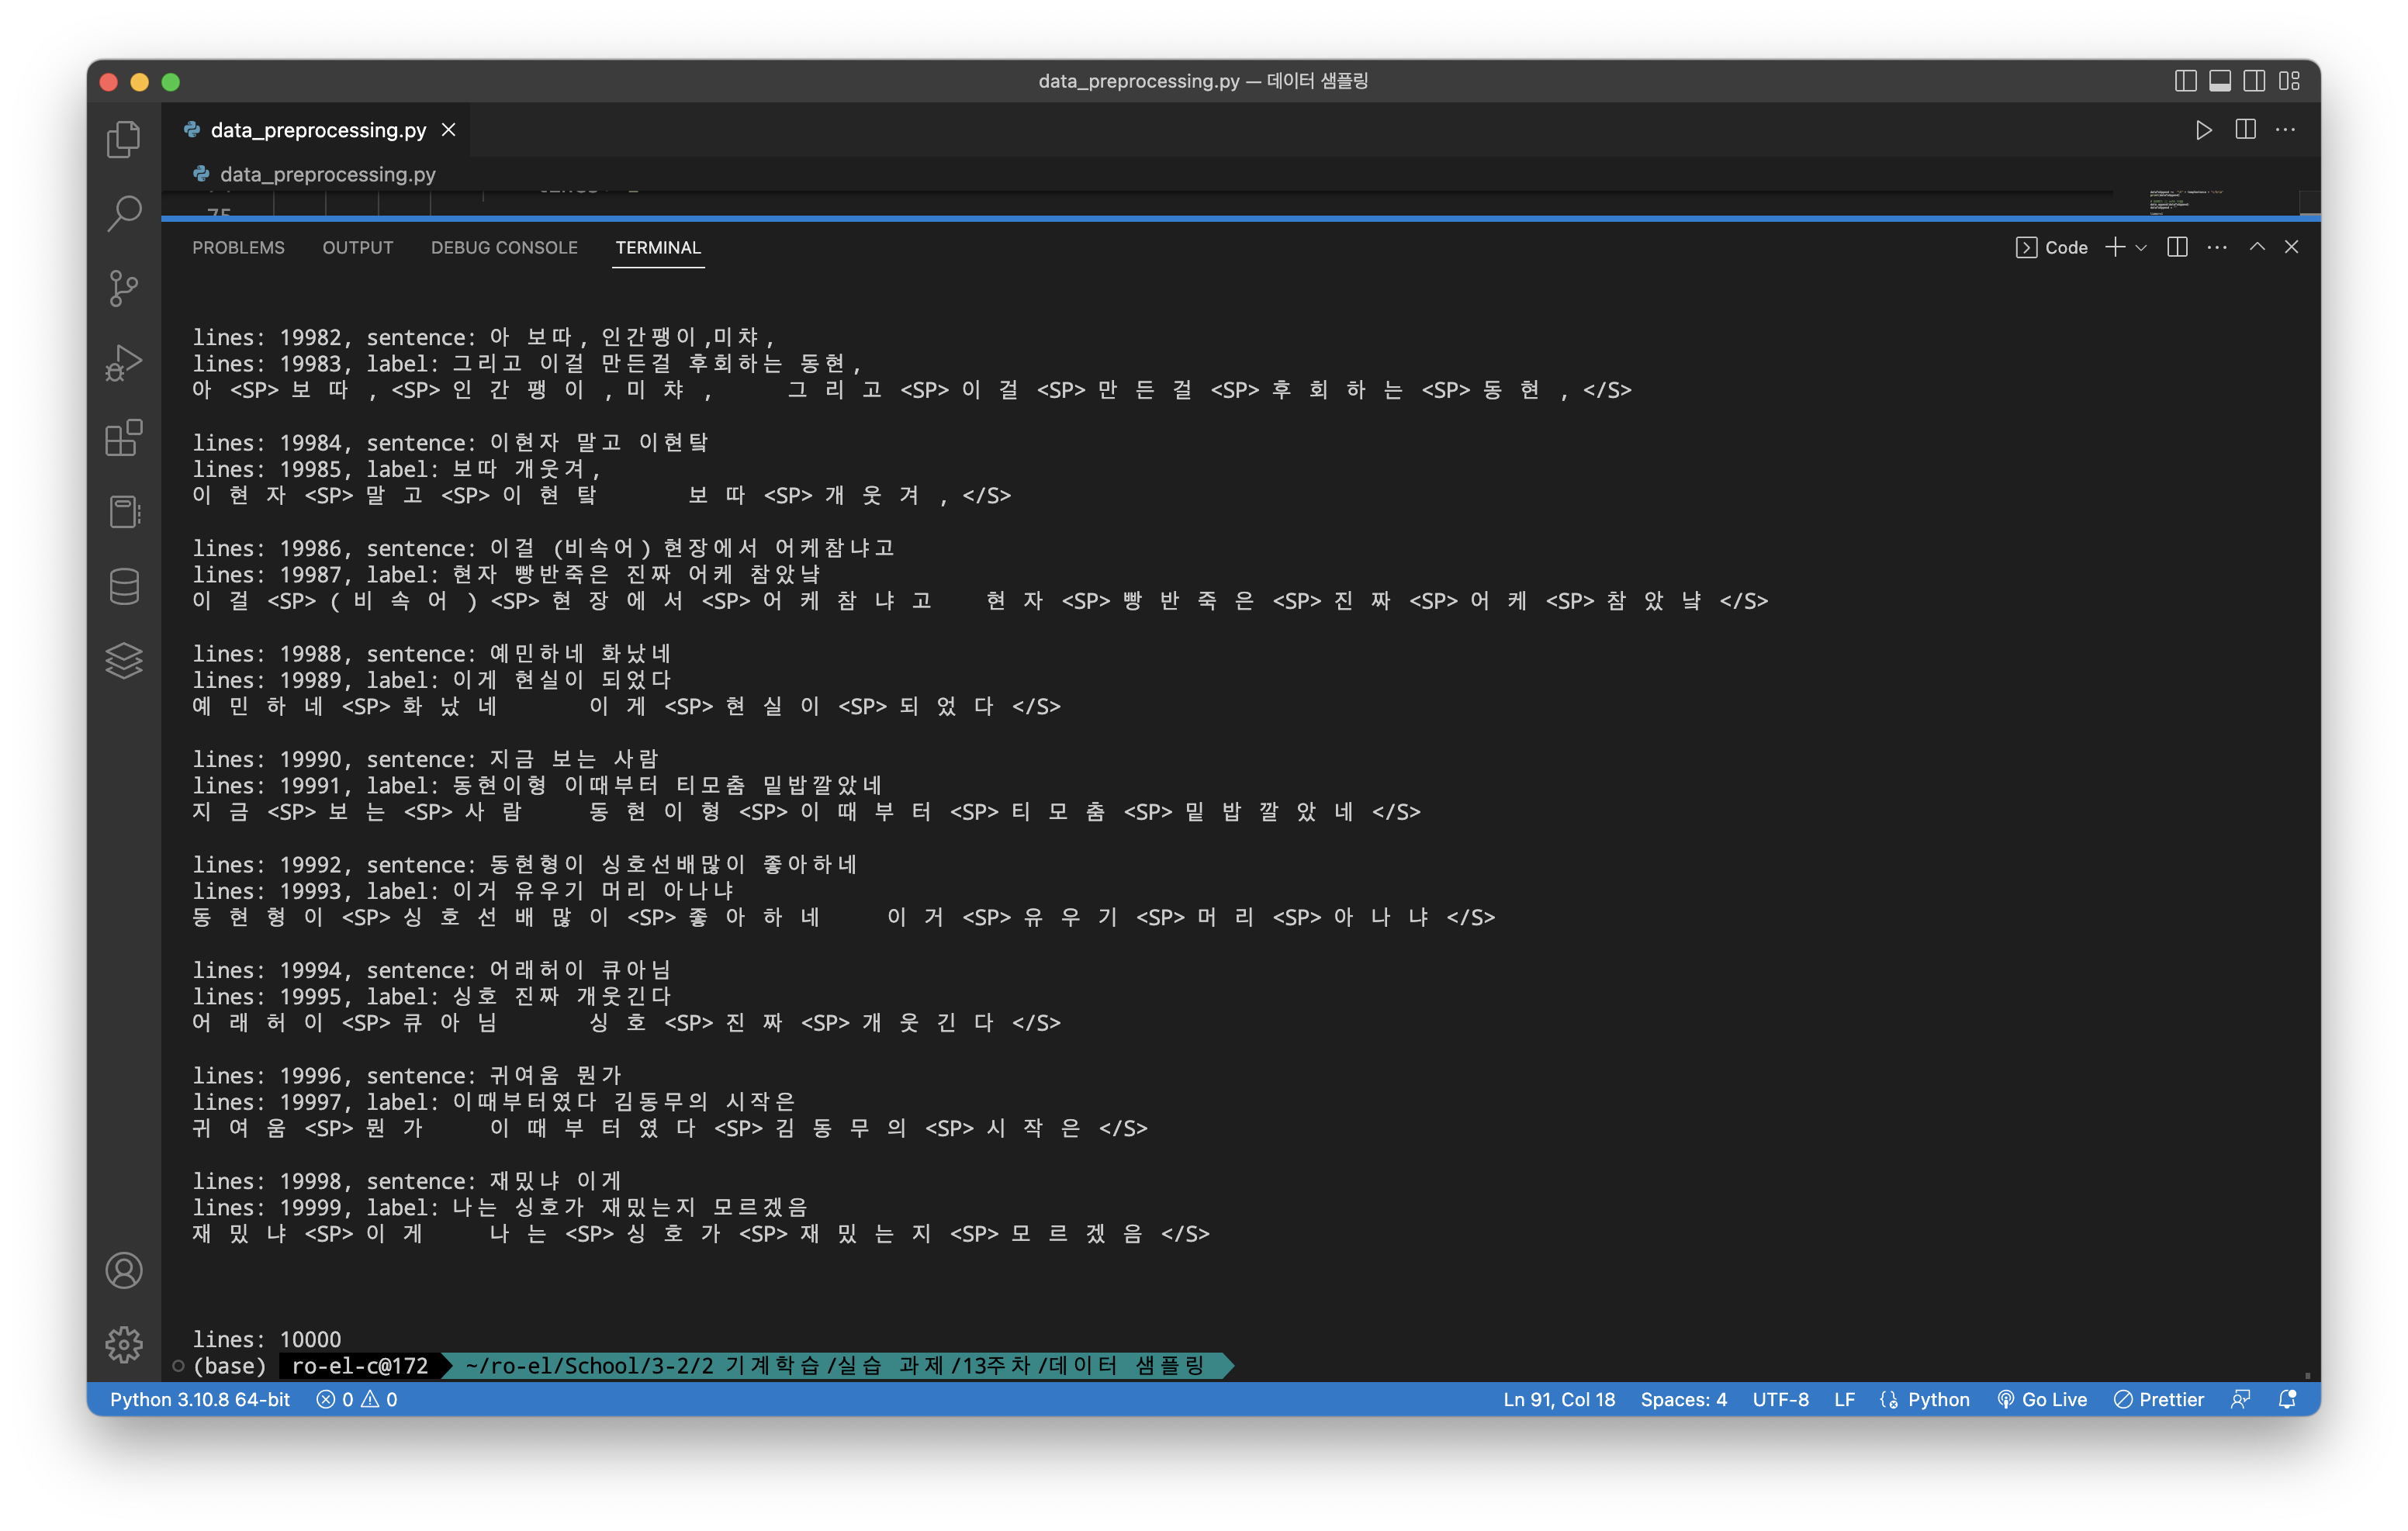 data_preprocessing.py — 데이터 샘플링
data_preprocessing.py
data_preprocessing.py
75
PROBLEMS OUTPUT DEBUG CONSOLE TERMINAL Code
lines: 19982, sentence: 아 보따, 인간팽이,미챠,
lines: 19983, label: 그리고 이걸 만든걸 후회하는 동현,
아 <SP> 보 따 , <SP> 인 간 팽 이 , 미 챠 , 그 리 고 <SP> 이 걸 <SP> 만 든 걸 <SP> 후 회 하 는 <SP> 동 현 , </S>
lines: 19984, sentence: 이현자 말고 이현탘
lines: 19985, label: 보따 개웃겨,
이 현 자 <SP> 말 고 <SP> 이 현 탘 보 따 <SP> 개 웃 겨 , </S>
lines: 19986, sentence: 이걸 (비속어) 현장에서 어케참냐고
lines: 19987, label: 현자 빵반죽은 진짜 어케 참았냨
이 걸 <SP> ( 비 속 어 ) <SP> 현 장 에 서 <SP> 어 케 참 냐 고 현 자 <SP> 빵 반 죽 은 <SP> 진 짜 <SP> 어 케 <SP> 참 았 냨 </S>
lines: 19988, sentence: 예민하네 화났네
lines: 19989, label: 이게 현실이 되었다
예 민 하 네 <SP> 화 났 네 이 게 <SP> 현 실 이 <SP> 되 었 다 </S>
lines: 19990, sentence: 지금 보는 사람
lines: 19991, label: 동현이형 이때부터 티모춤 밑밥깔았네
지 금 <SP> 보 는 <SP> 사 람 동 현 이 형 <SP> 이 때 부 터 <SP> 티 모 춤 <SP> 밑 밥 깔 았 네 </S>
lines: 19992, sentence: 동현형이 싱호선배많이 좋아하네
lines: 19993, label: 이거 유우기 머리 아나냐
동 현 형 이 <SP> 싱 호 선 배 많 이 <SP> 좋 아 하 네 이 거 <SP> 유 우 기 <SP> 머 리 <SP> 아 나 냐 </S>
lines: 19994, sentence: 어래허이 큐아님
lines: 19995, label: 싱호 진짜 개웃긴다
어 래 허 이 <SP> 큐 아 님 싱 호 <SP> 진 짜 <SP> 개 웃 긴 다 </S>
lines: 19996, sentence: 귀여움 뭔가
lines: 19997, label: 이때부터였다 김동무의 시작은
귀 여 움 <SP> 뭔 가 이 때 부 터 였 다 <SP> 김 동 무 의 <SP> 시 작 은 </S>
lines: 19998, sentence: 재밌냐 이게
lines: 19999, label: 나는 싱호가 재밌는지 모르겠음
재 밌 냐 <SP> 이 게 나 는 <SP> 싱 호 가 <SP> 재 밌 는 지 <SP> 모 르 겠 음 </S>
lines: 10000
(base) ro-el-c@172 ~/ro-el/School/3-2/2 기계학습/실습 과제/13주차/데이터 샘플링
Python 3.10.8 64-bit 0 0 Ln 91, Col 18 Spaces: 4 UTF-8 LF Python Go Live Prettier